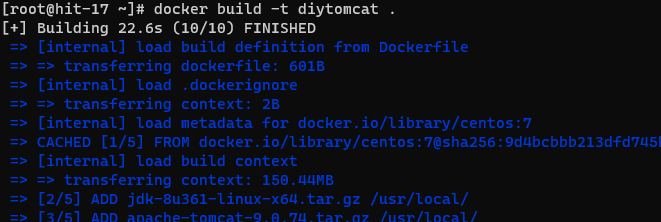 [root@hit-17 ~]# docker build -t diytomcat .
[+] Building 22.6s (10/10) FINISHED
=> [internal] load build definition from Dockerfile
=> => transferring dockerfile: 601B
=> [internal] load .dockerignore
=> => transferring context: 2B
=> [internal] load metadata for docker.io/library/centos:7
=> CACHED [1/5] FROM docker.io/library/centos:7@sha256:9d4bcbbb213dfd745b
=> [internal] load build context
=> => transferring context: 150.44MB
=> [2/5] ADD jdk-8u361-linux-x64.tar.gz /usr/local/
=> [3/5] ADD apache-tomcat-9.0.74.tar.gz /usr/local/